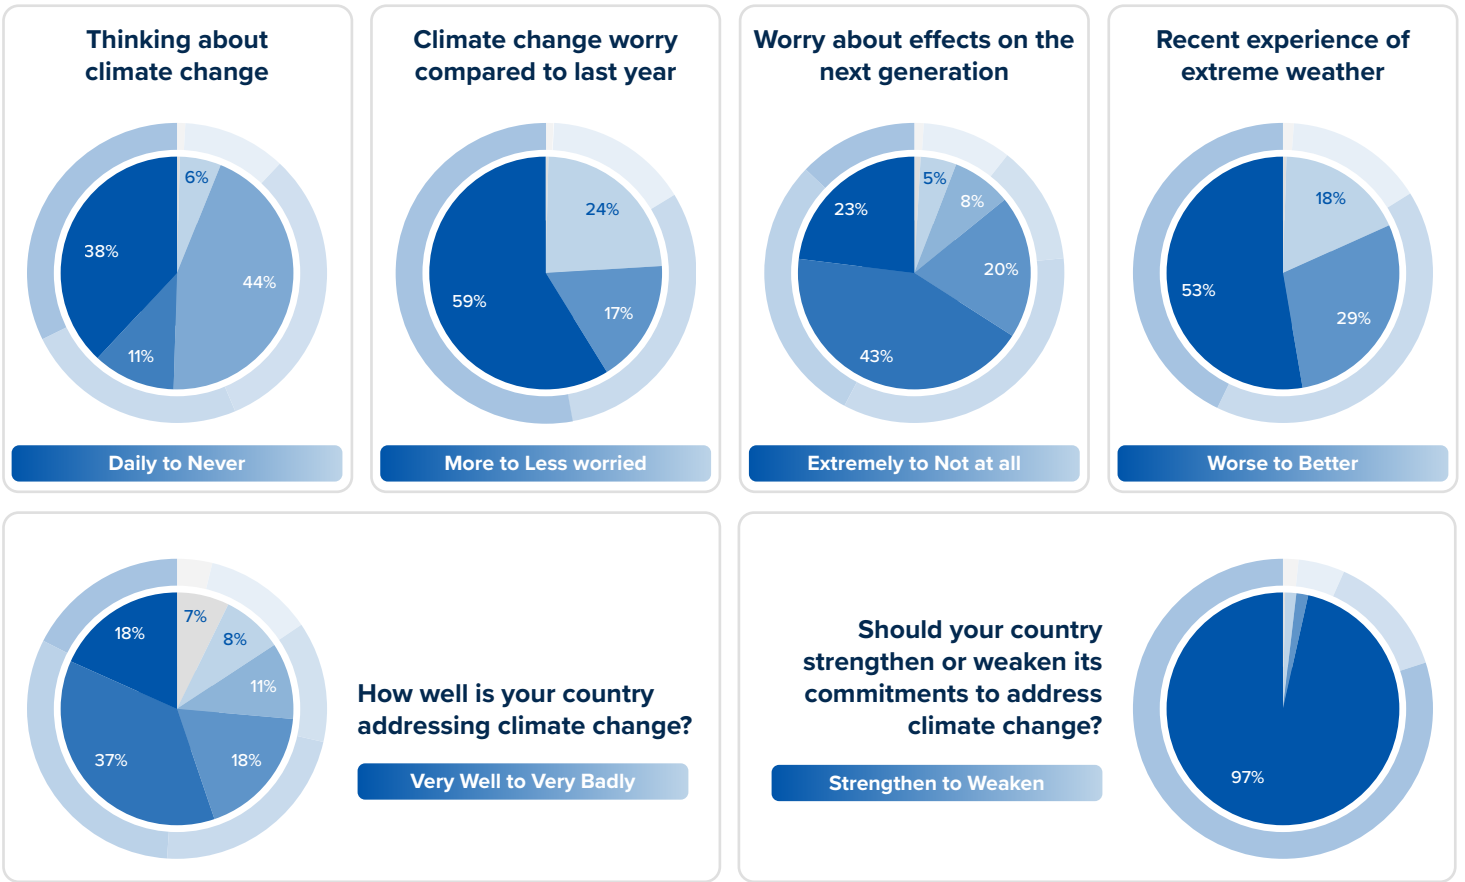 Thinking about
climate change
6%
38%
44%
11%
Daily to Never
Climate change worry
compared to last year
24%
59%
17%
More to Less worried
Worry about effects on the
next generation
5%
8%
23%
20%
43%
Extremely to Not at all
Recent experience of
extreme weather
18%
53%
29%
Worse to Better
7%
18%
8%
11%
37%
18%
How well is your country
addressing climate change?
Very Well to Very Badly
Should your country
strengthen or weaken its
commitments to address
climate change?
Strengthen to Weaken
97%